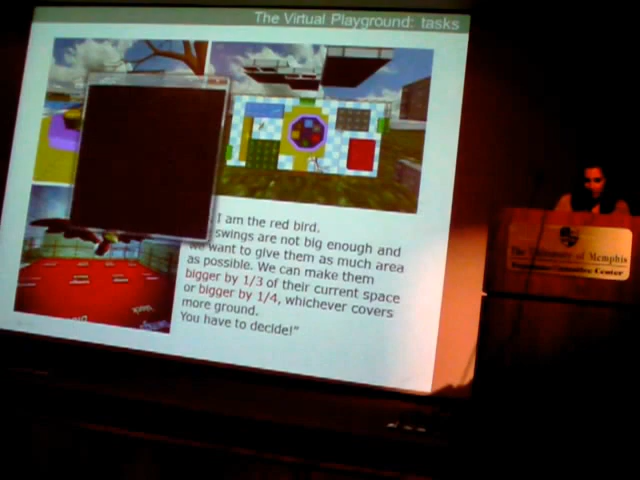 The Virtual Playground: tasks
I am the red bird.
swings are not big enough and
we want to give them as much area
as possible. We can make them
bigger by 1/3 of their current space
or bigger by 1/4, whichever covers
more ground.
You have to decide!"
The University of Memphis
Center